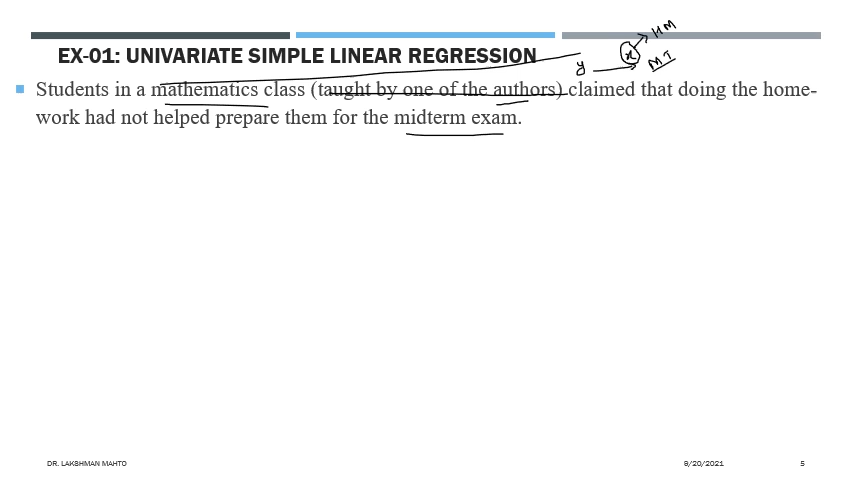 EX-01: UNIVARIATE SIMPLE LINEAR REGRESSION
x → HM
y → MT
Students in a mathematics class (taught by one of the authors) claimed that doing the home-
work had not helped prepare them for the midterm exam.
DR. LAKSHMAN MAHTO
9/20/2021
5